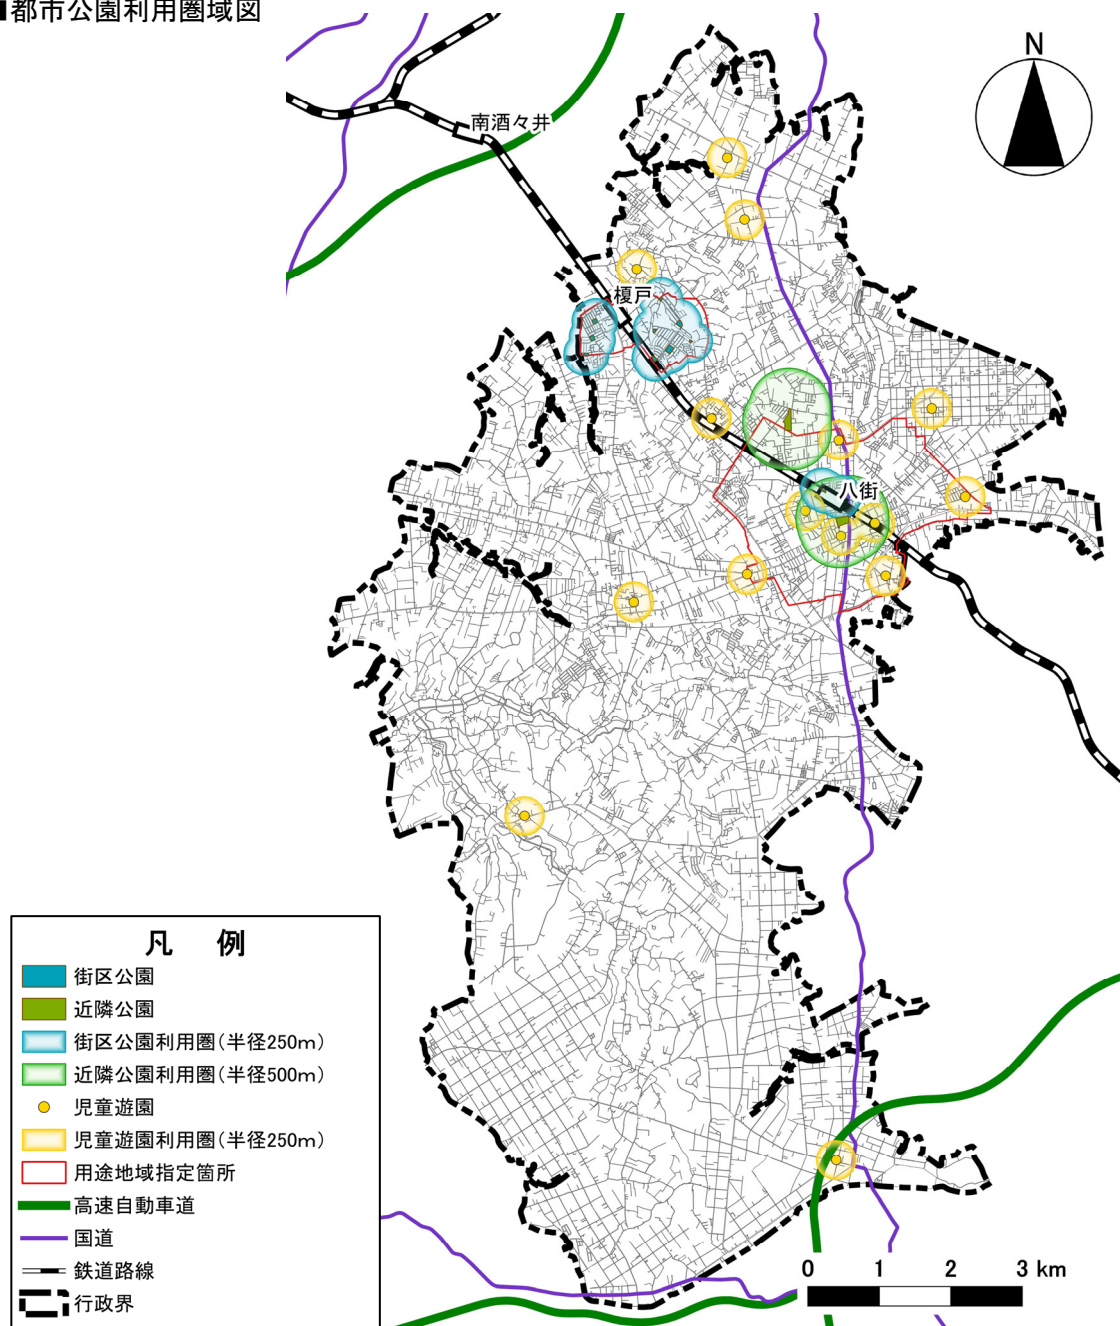 ■都市公園利用圏域図
N
南酒々井
榎戸
八街
凡 例
街区公園
近隣公園
街区公園利用圏(半径250m)
近隣公園利用圏(半径500m)
児童遊園
児童遊園利用圏(半径250m)
用途地域指定箇所
高速自動車道
国道
鉄道路線
行政界
0 1 2 3 km